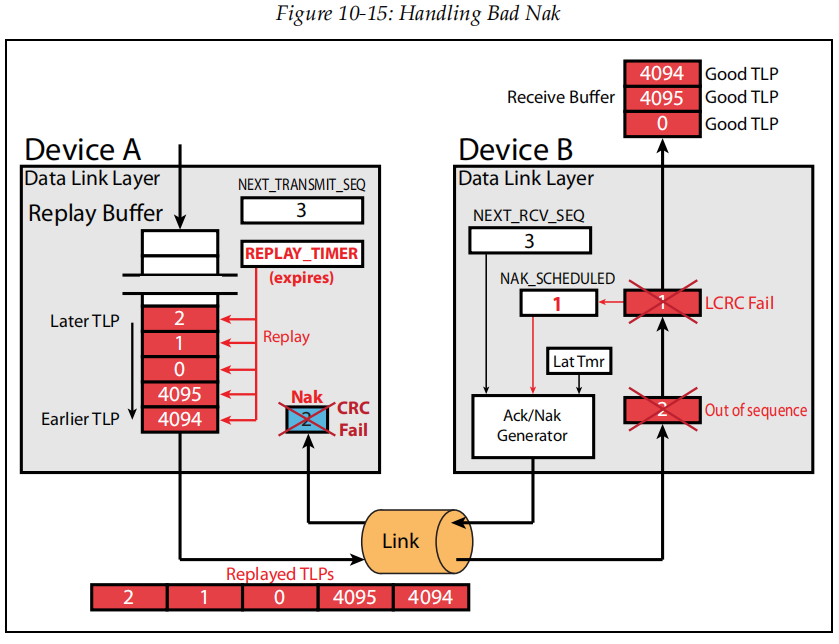 Figure 10-15: Handling Bad Nak
4094 Good TLP
Receive Buffer 4095 Good TLP
0 Good TLP
Device A
Data Link Layer
Replay Buffer
NEXT_TRANSMIT_SEQ
3
REPLAY_TIMER
(expires)
Later TLP
2
1
Replay
0
4095
Earlier TLP
4094
Nak
2
CRC
Fail
Device B
Data Link Layer
NEXT_RCV_SEQ
3
NAK_SCHEDULED
1
1
LCRC Fail
Lat Tmr
2
Out of sequence
Ack/Nak
Generator
Link
Replayed TLPs
2 1 0 4095 4094